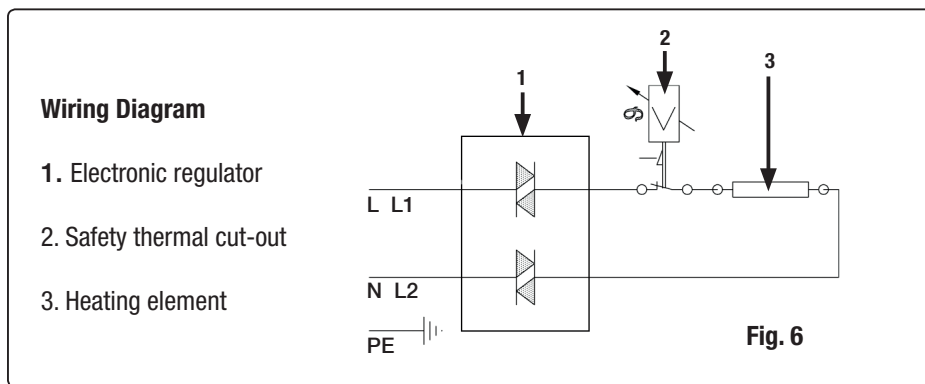 Wiring Diagram
1. Electronic regulator
2. Safety thermal cut-out
3. Heating element
1
2
3
ϑ
L L1
N L2
PE
Fig. 6